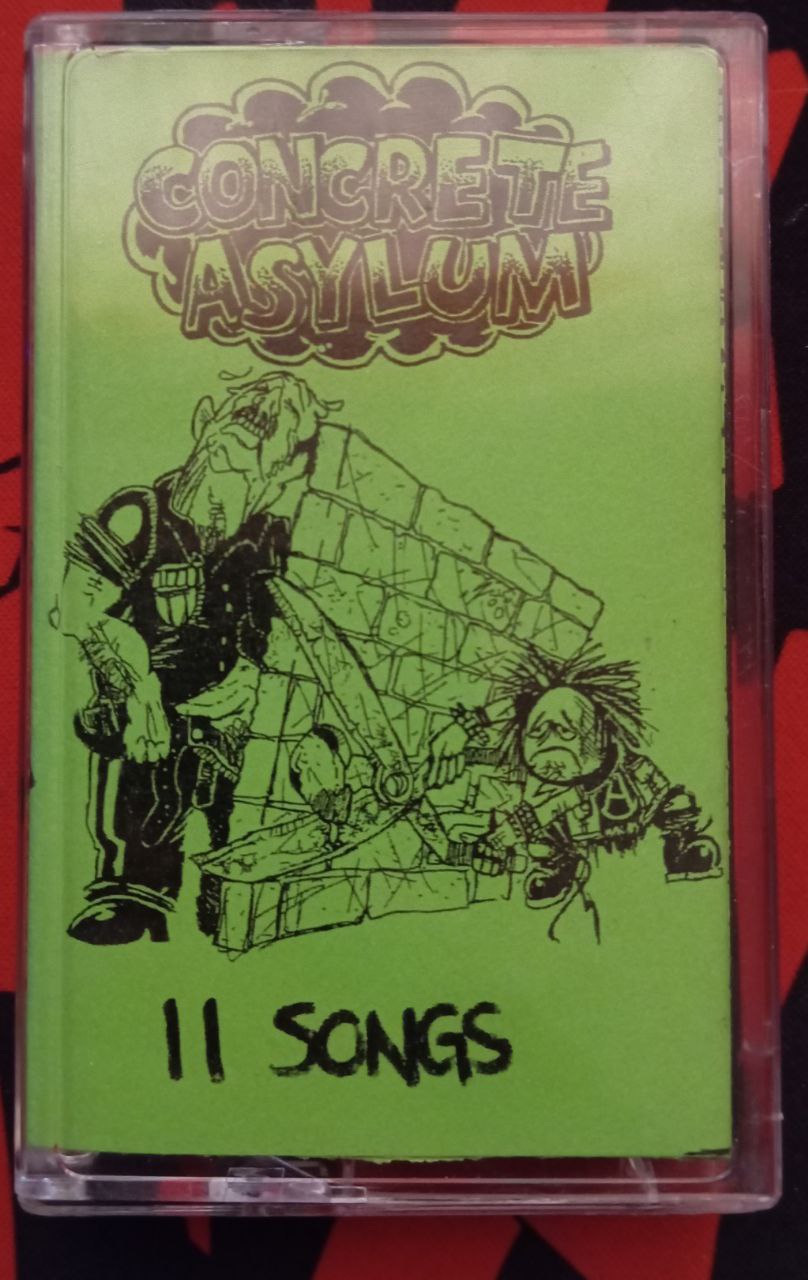 CONCRETE
ASYLUM
A
11 SONGS